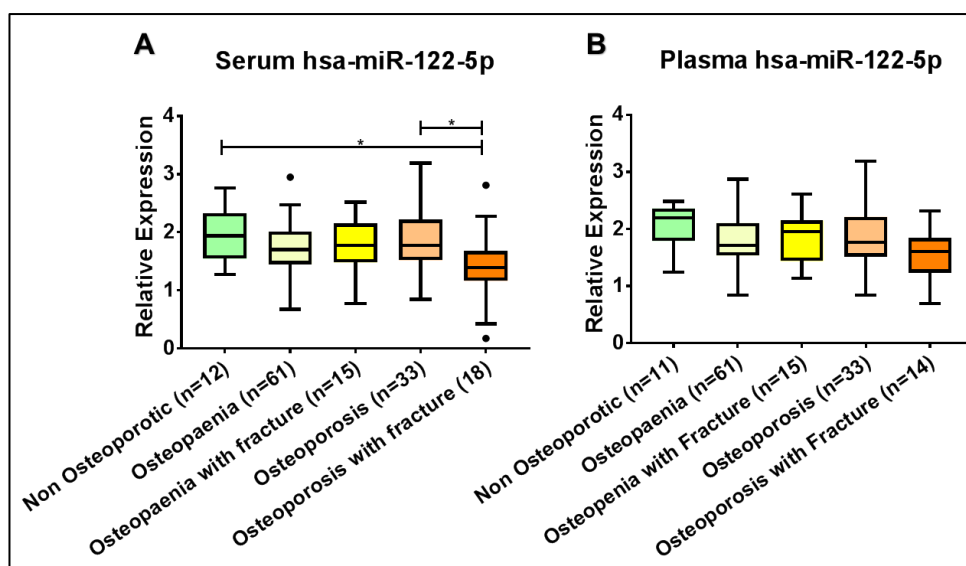 A
Serum hsa-miR-122-5p
Relative Expression
4
3
2
1
0
*
*
Non Osteoporotic (n=12)
Osteopaenia (n=61)
Osteopaenia with fracture (n=15)
Osteoporosis (n=33)
Osteoporosis with fracture (18)
B
Plasma hsa-miR-122-5p
Relative Expression
4
3
2
1
0
Non Osteoporotic (n=11)
Osteopaenia (n=61)
Osteopenia with Fracture (n=15)
Osteoporosis (n=33)
Osteoporosis with Fracture (n=14)